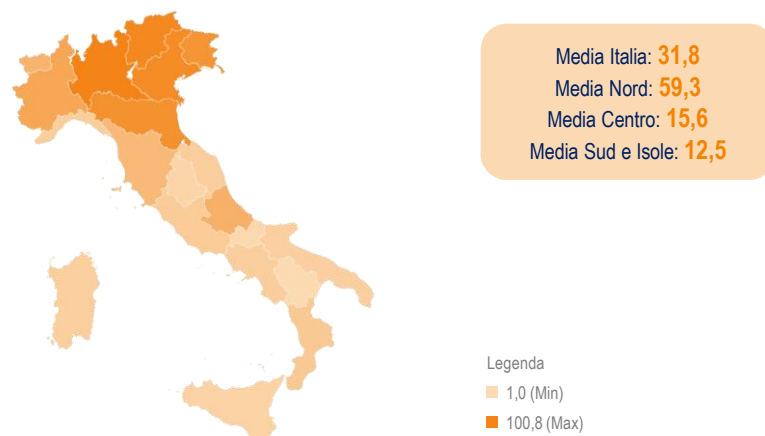 Media Italia: 31,8
Media Nord: 59,3
Media Centro: 15,6
Media Sud e Isole: 12,5
Legenda
1,0 (Min)
100,8 (Max)